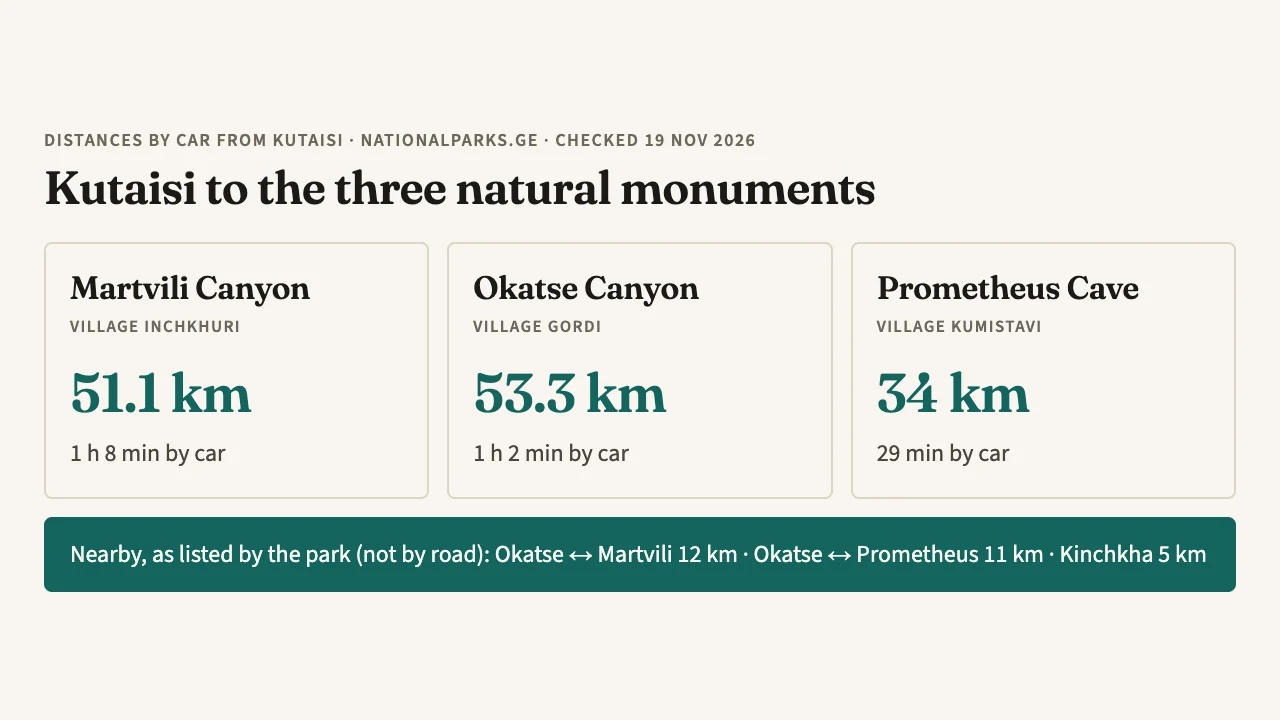 DISTANCES BY CAR FROM KUTAISI · NATIONALPARKS.GE · CHECKED 19 NOV 2026
Kutaisi to the three natural monuments
Martvili Canyon
VILLAGE INCHKHURI
51.1 km
1 h 8 min by car
Okatse Canyon
VILLAGE GORDI
53.3 km
1 h 2 min by car
Prometheus Cave
VILLAGE KUMISTAVI
34 km
29 min by car
Nearby, as listed by the park (not by road): Okatse ↔ Martvili 12 km · Okatse ↔ Prometheus 11 km · Kinchkha 5 km